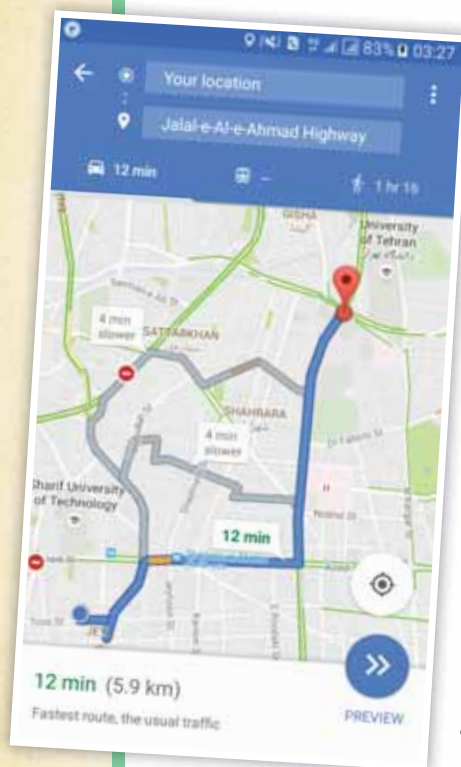 83% 03:27
Your location
Jalal-e-Al-e-Ahmad Highway
12 min
–
1 hr 16
GISHA
گیشا
University
of Tehran
4 min
slower
SATTARKHAN
SHAHRARA
4 min
slower
Sharif University
of Technology
12 min
12 min (5.9 km)
Fastest route, the usual traffic
PREVIEW